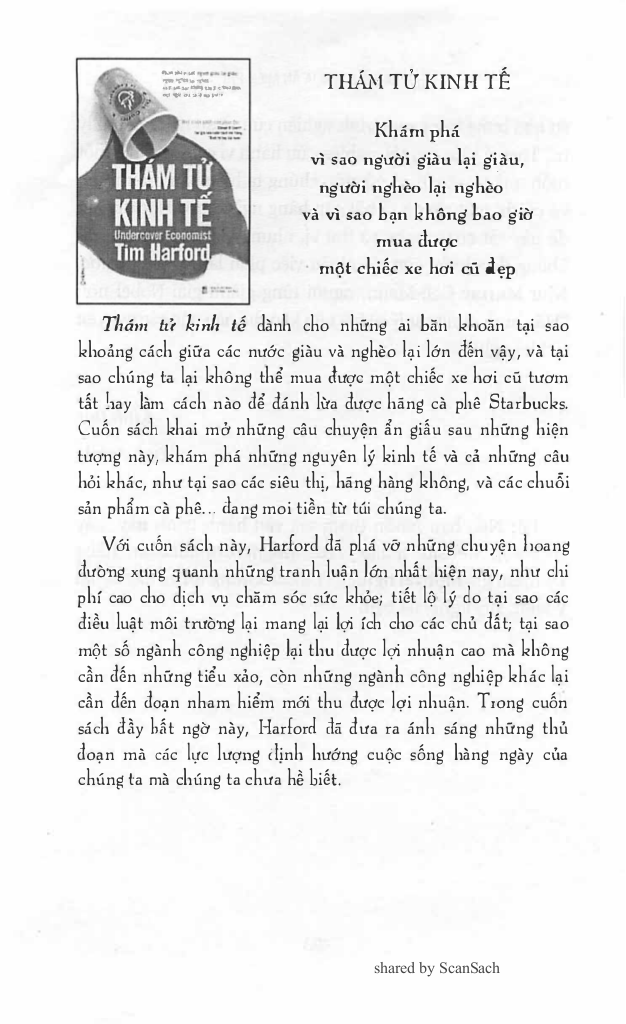 THÁM TỬ KINH TẾ
Khám phá
vì sao người giàu lại giàu,
người nghèo lại nghèo
và vì sao bạn không bao giờ
mua được
một chiếc xe hơi cũ đẹp
THÁM TỬ
KINH TẾ
Undercover Economist
Tim Harford
Thám tử kinh tế dành cho những ai băn khoăn tại sao
khoảng cách giữa các nước giàu và nghèo lại lớn đến vậy, và tại
sao chúng ta lại không thể mua được một chiếc xe hơi cũ tươm
tất hay làm cách nào để đánh lừa được hãng cà phê Starbucks.
Cuốn sách khai mở những câu chuyện ẩn giấu sau những hiện
tượng này, khám phá những nguyên lý kinh tế và cả những câu
hỏi khác, như tại sao các siêu thị, hãng hàng không, và các chuỗi
sản phẩm cà phê... đang moi tiền từ túi chúng ta.
Với cuốn sách này, Harford đã phá vỡ những chuyện hoang
đường xung quanh những tranh luận lớn nhất hiện nay, như chi
phí cao cho dịch vụ chăm sóc sức khỏe; tiết lộ lý do tại sao các
điều luật môi trường lại mang lại lợi ích cho các chủ đất; tại sao
một số ngành công nghiệp lại thu được lợi nhuận cao mà không
cần đến những tiểu xảo, còn những ngành công nghiệp khác lại
cần đến đoạn nham hiểm mới thu được lợi nhuận. Trong cuốn
sách đầy bất ngờ này, Harford đã đưa ra ánh sáng những thủ
đoạn mà các lực lượng định hướng cuộc sống hàng ngày của
chúng ta mà chúng ta chưa hề biết.
shared by ScanSach